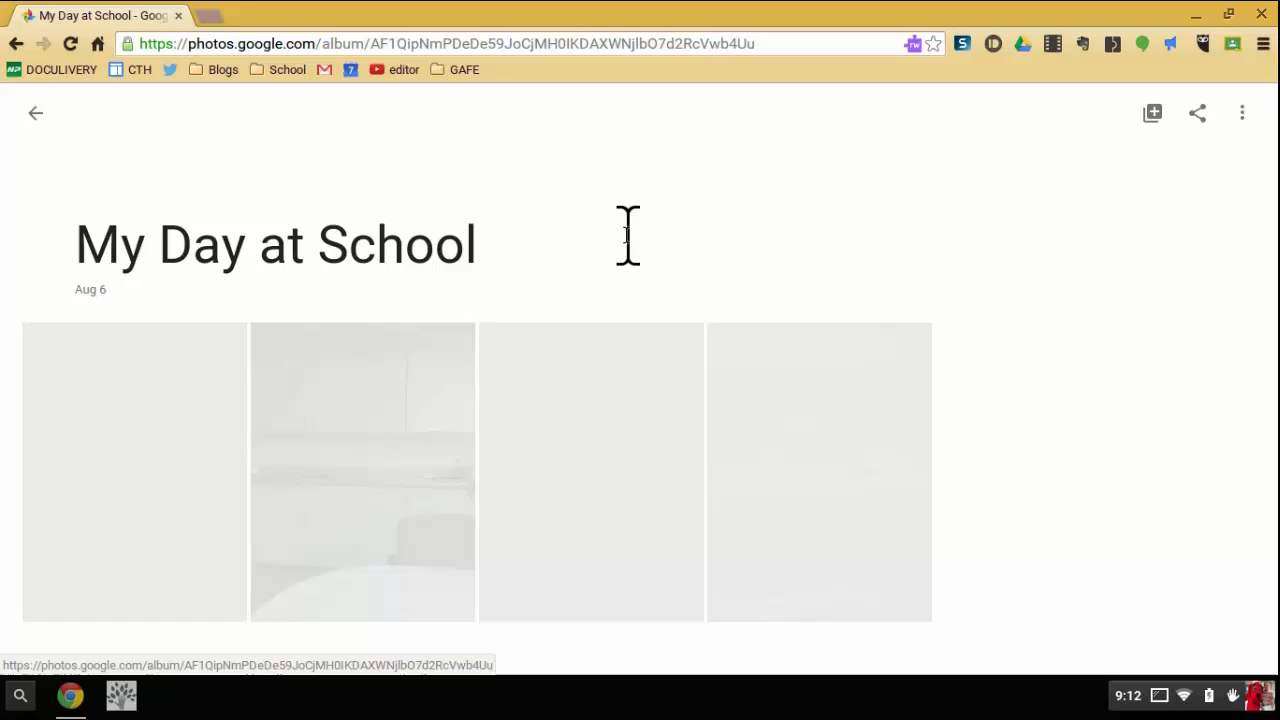 My Day at School - Goog
https://photos.google.com/album/AF1QipNmPDeDe59JoCjMH0IKDAXWNjlbO7d2RcVwb4Uu
DOCULIVERY CTH Blogs School 7 editor GAFE
My Day at School
Aug 6
https://photos.google.com/album/AF1QipNmPDeDe59JoCjMH0IKDAXWNjlbO7d2RcVwb4Uu
9:12